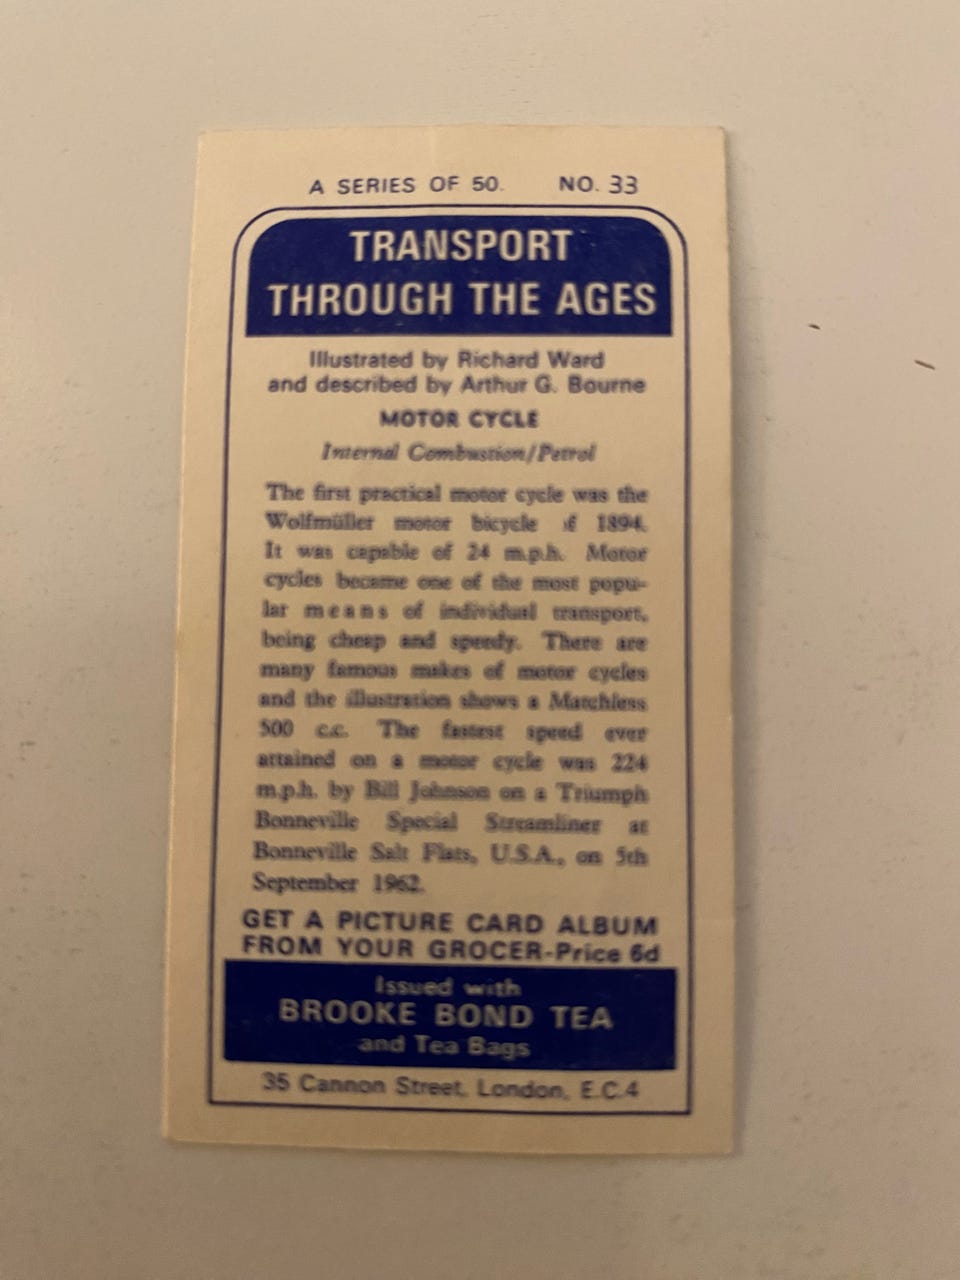 A SERIES OF 50. NO. 33
TRANSPORT
THROUGH THE AGES
Illustrated by Richard Ward
and described by Arthur G. Bourne
MOTOR CYCLE
Internal Combustion/Petrol
The first practical motor cycle was the
Wolfmüller motor bicycle of 1894.
It was capable of 24 m.p.h. Motor
cycles became one of the most popu-
lar means of individual transport,
being cheap and speedy. There are
many famous makes of motor cycles
and the illustration shows a Matchless
500 c.c. The fastest speed ever
attained on a motor cycle was 224
m.p.h. by Bill Johnson on a Triumph
Bonneville Special Streamliner at
Bonneville Salt Flats, U.S.A., on 5th
September 1962.
GET A PICTURE CARD ALBUM
FROM YOUR GROCER-Price 6d
Issued with
BROOKE BOND TEA
and Tea Bags
35 Cannon Street, London, E.C.4